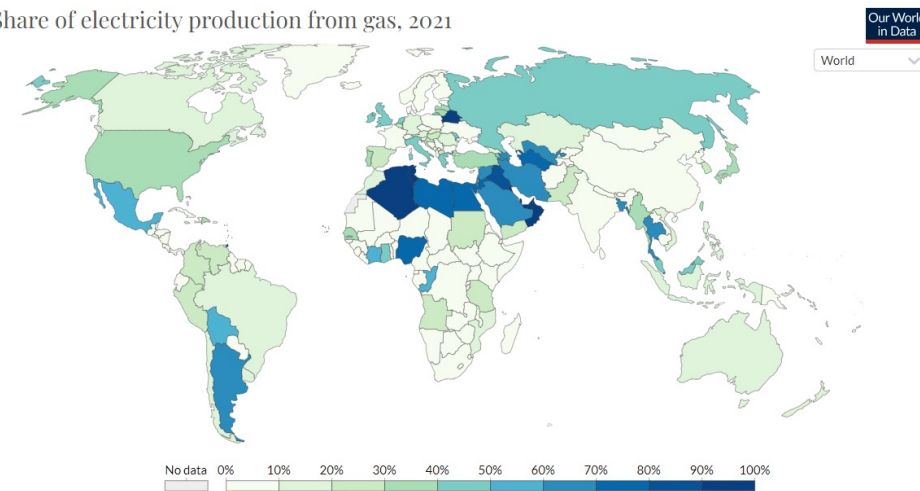 Share of electricity production from gas, 2021
Our World
in Data
World
No data 0% 10% 20% 30% 40% 50% 60% 70% 80% 90% 100%